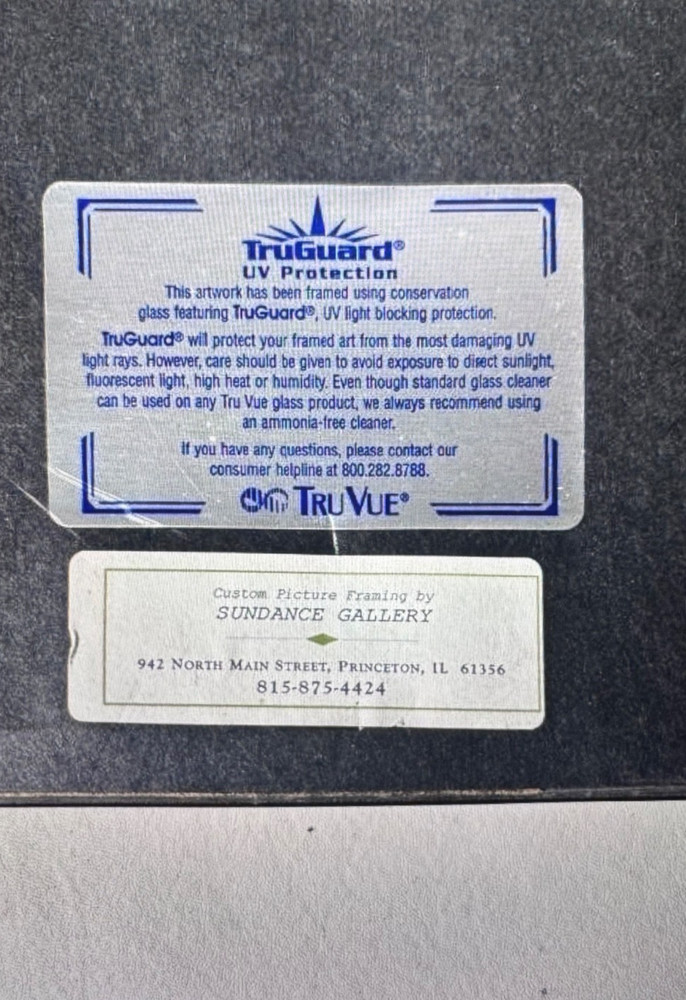 TruGuard®
UV Protection
This artwork has been framed using conservation
glass featuring TruGuard®, UV light blocking protection.
TruGuard® will protect your framed art from the most damaging UV
light rays. However, care should be given to avoid exposure to direct sunlight,
fluorescent light, high heat or humidity. Even though standard glass cleaner
can be used on any Tru Vue glass product, we always recommend using
an ammonia-free cleaner.
If you have any questions, please contact our
consumer helpline at 800.282.8788.
TRU VUE®
Custom Picture Framing by
SUNDANCE GALLERY
942 NORTH MAIN STREET, PRINCETON, IL 61356
815-875-4424